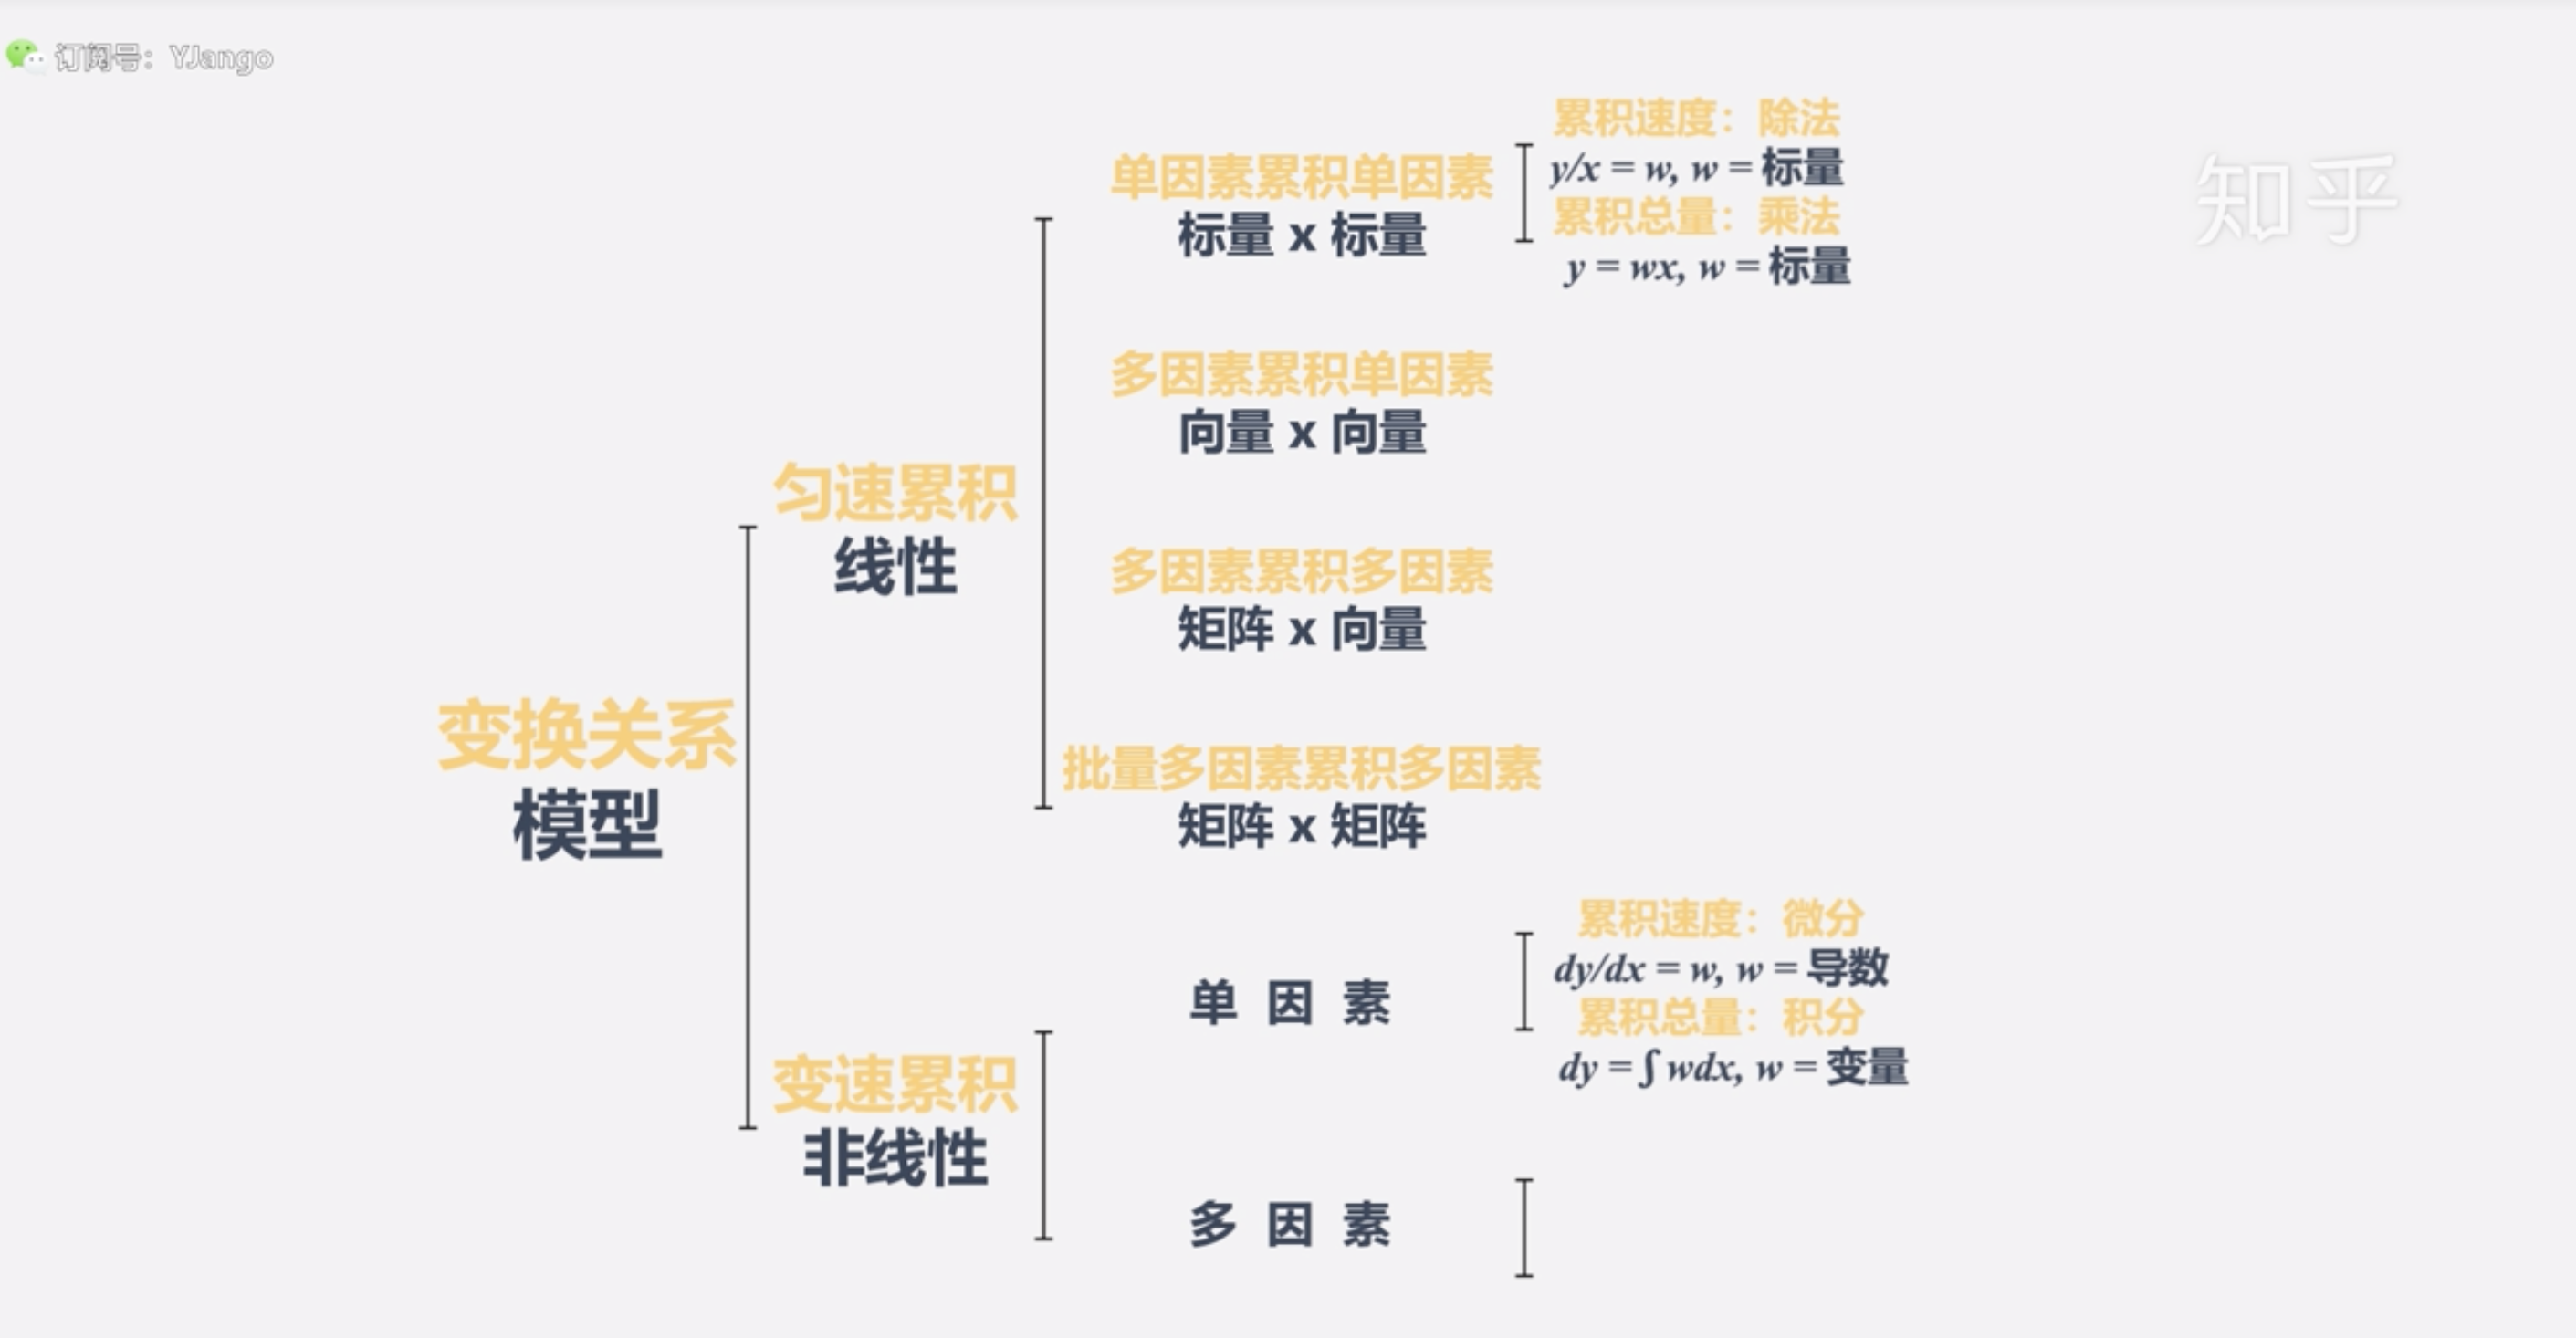 订阅号：YJango
知乎
变换关系
模型
匀速累积
线性
单因素累积单因素
标量 x 标量
累积速度：除法
y/x = w, w = 标量
累积总量：乘法
y = wx, w = 标量
多因素累积单因素
向量 x 向量
多因素累积多因素
矩阵 x 向量
批量多因素累积多因素
矩阵 x 矩阵
变速累积
非线性
单 因 素
累积速度：微分
dy/dx = w, w = 导数
累积总量：积分
dy = ∫ wdx, w = 变量
多 因 素